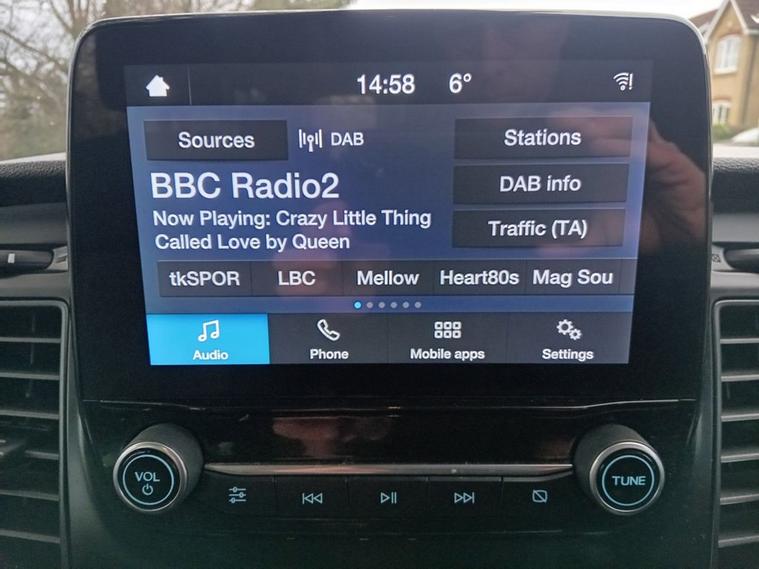 14:58 6°
Sources DAB Stations
BBC Radio2
DAB info
Now Playing: Crazy Little Thing
Called Love by Queen
Traffic (TA)
tkSPOR LBC Mellow Heart80s Mag Sou
Audio Phone Mobile apps Settings
VOL TUNE